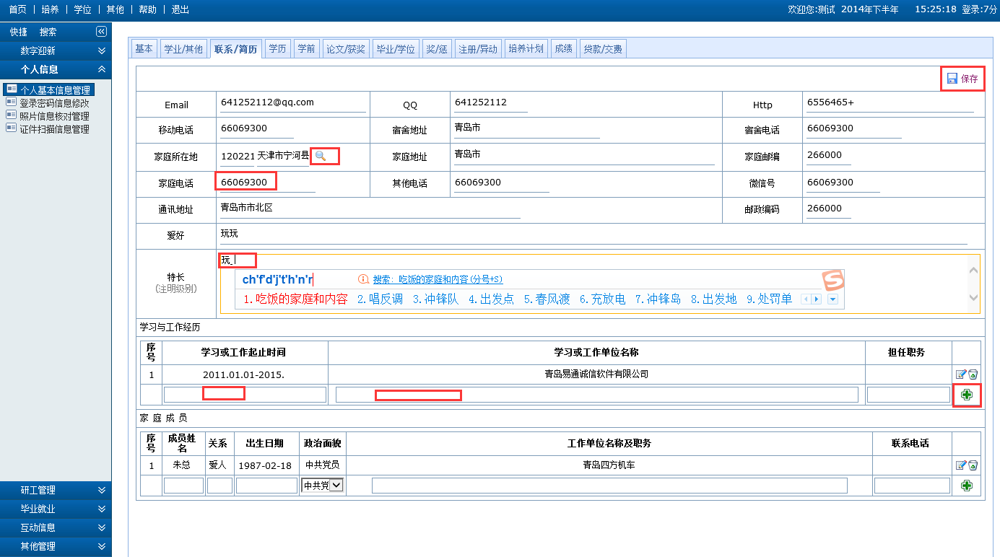 首页 | 培养 | 学位 | 其他 | 帮助 | 退出
欢迎您:测试 2014年下半年 15:25:18 登录:7分
快捷 搜索
数字迎新
个人信息
个人基本信息管理
登录密码信息修改
照片信息核对管理
证件扫描信息管理
研工管理
毕业就业
互动信息
其他管理
基本 学业/其他 联系/简历 学历 学前 论文/获奖 毕业/学位 奖/惩 注册/异动 培养计划 成绩 贷款/交费
保存
Email 641252112@qq.com QQ 641252112 Http 6556465+
移动电话 66069300 宿舍地址 青岛市 宿舍电话 66069300
家庭所在地 120221 天津市宁河县 家庭地址 青岛市 家庭邮编 266000
家庭电话 66069300 其他电话 66069300 微信号 66069300
通讯地址 青岛市市北区 邮政编码 266000
爱好 玩玩
特长
(注明级别)
玩_
ch'f'd'j't'h'n'r 搜索: 吃饭的家庭和内容(分号+S)
1.吃饭的家庭和内容 2.唱反调 3.冲锋队 4.出发点 5.春风渡 6.充放电 7.冲锋岛 8.出发地 9.处罚单
学习与工作经历
序号 学习或工作起止时间 学习或工作单位名称 担任职务
1 2011.01.01-2015. 青岛易通诚信软件有限公司
家 庭 成 员
序号 成员姓名 关系 出生日期 政治面貌 工作单位名称及职务 联系电话
1 朱总 爱人 1987-02-18 中共党员 青岛四方机车
中共党